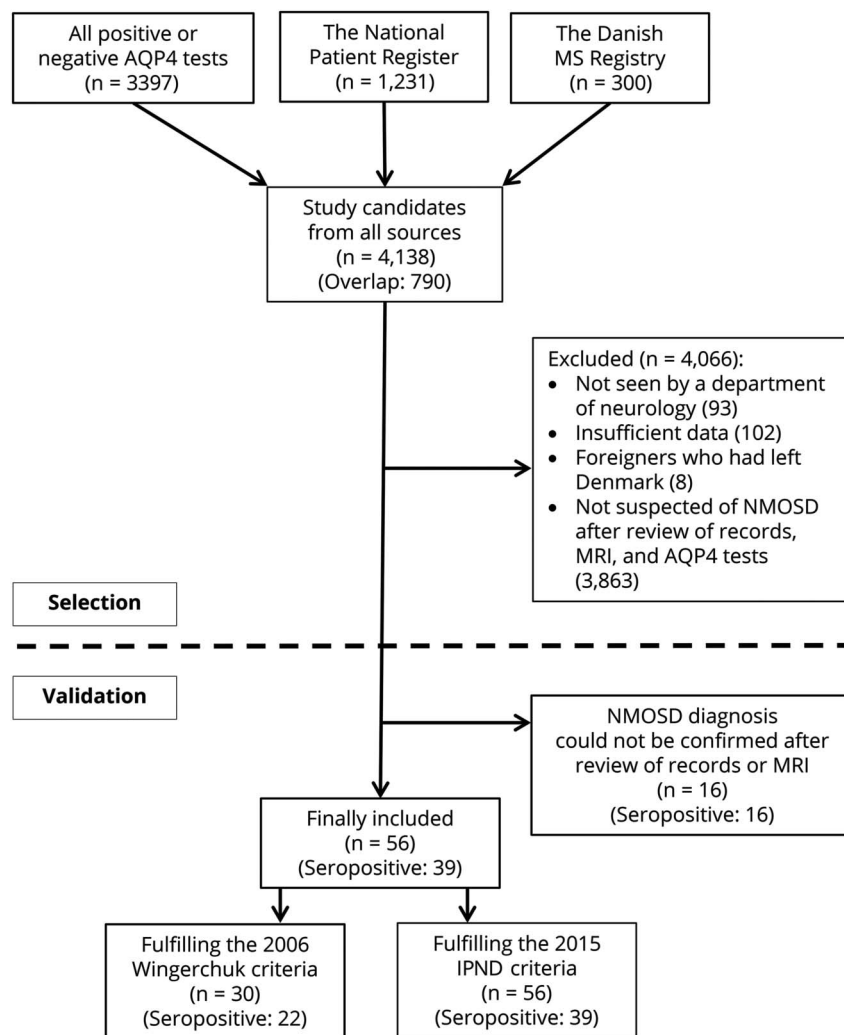 All positive or
negative AQP4 tests
(n = 3397)
The National
Patient Register
(n = 1,231)
The Danish
MS Registry
(n = 300)
Study candidates
from all sources
(n = 4,138)
(Overlap: 790)
Excluded (n = 4,066):
• Not seen by a department
of neurology (93)
• Insufficient data (102)
• Foreigners who had left
Denmark (8)
• Not suspected of NMOSD
after review of records,
MRI, and AQP4 tests
(3,863)
Selection
Validation
NMOSD diagnosis
could not be confirmed after
review of records or MRI
(n = 16)
(Seropositive: 16)
Finally included
(n = 56)
(Seropositive: 39)
Fulfilling the 2006
Wingerchuk criteria
(n = 30)
(Seropositive: 22)
Fulfilling the 2015
IPND criteria
(n = 56)
(Seropositive: 39)